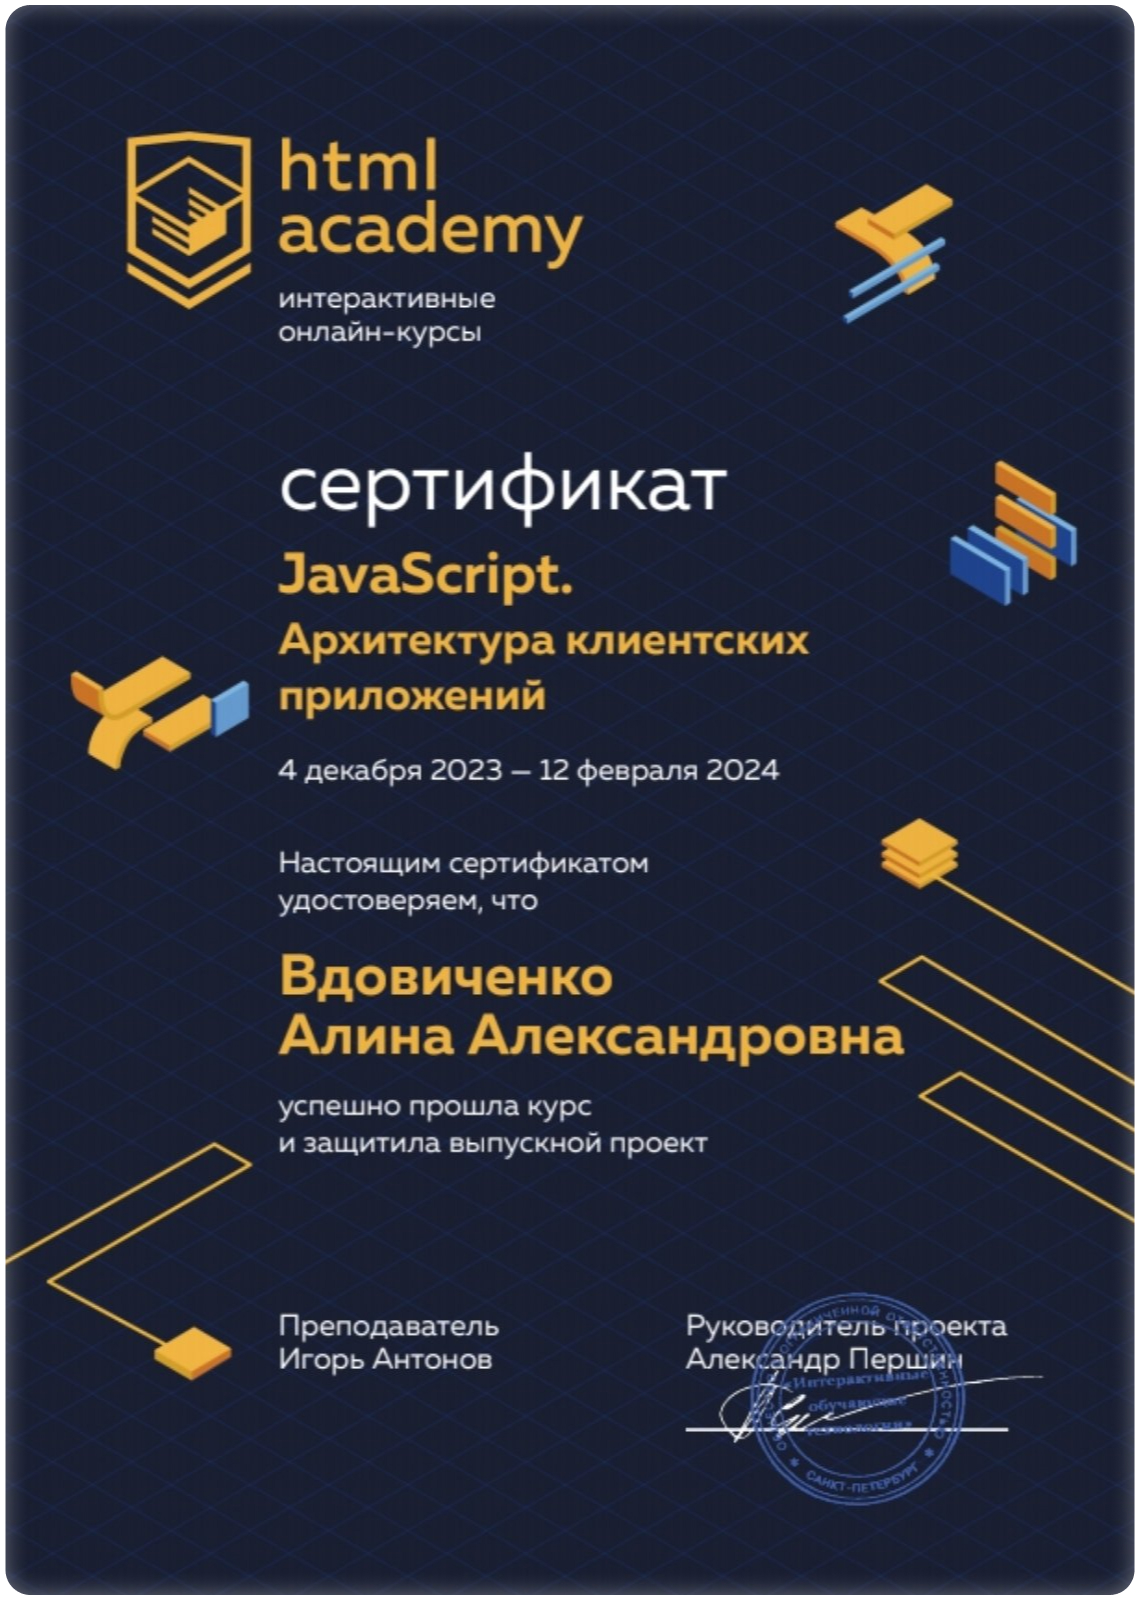 html
academy
интерактивные
онлайн-курсы
сертификат
JavaScript.
Архитектура клиентских
приложений
4 декабря 2023 — 12 февраля 2024
Настоящим сертификатом
удостоверяем, что
Вдовиченко
Алина Александровна
успешно прошла курс
и защитила выпускной проект
Преподаватель
Игорь Антонов
Руководитель проекта
Александр Першин
«Интерактивные
обучающие
технологии»
САНКТ-ПЕТЕРБУРГ